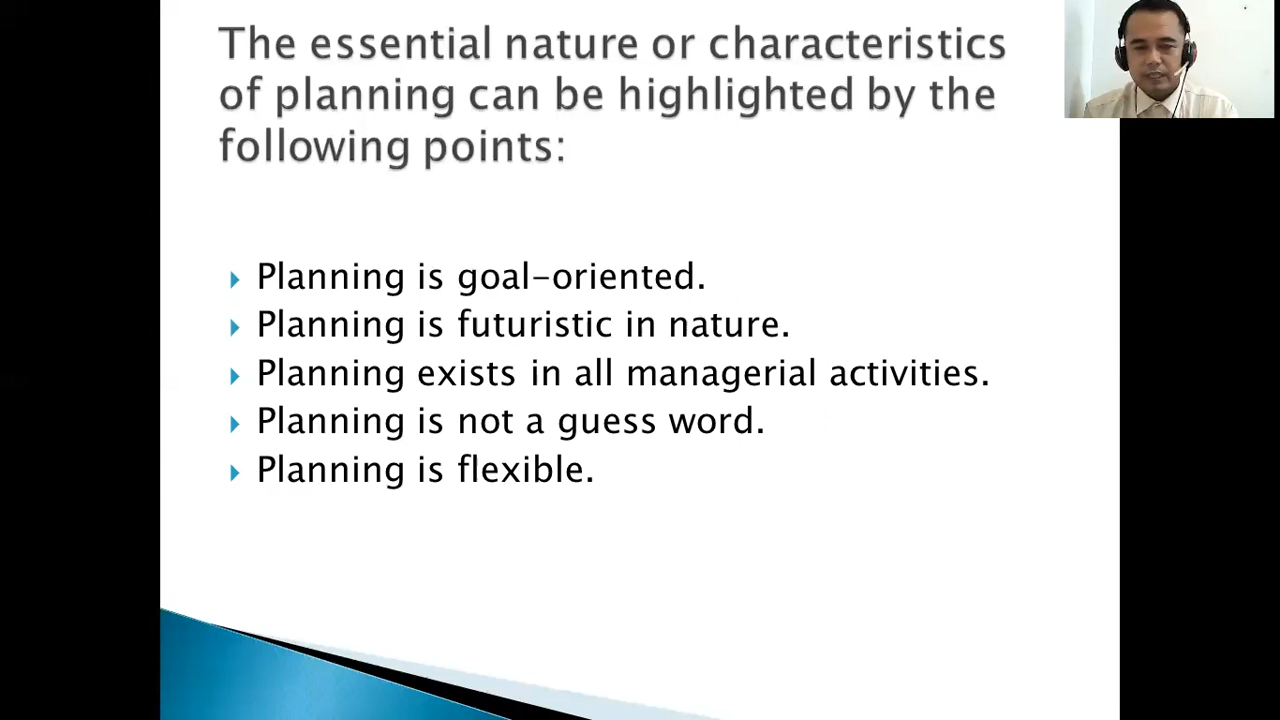 The essential nature or characteristics
of planning can be highlighted by the
following points:
Planning is goal-oriented.
Planning is futuristic in nature.
Planning exists in all managerial activities.
Planning is not a guess word.
Planning is flexible.